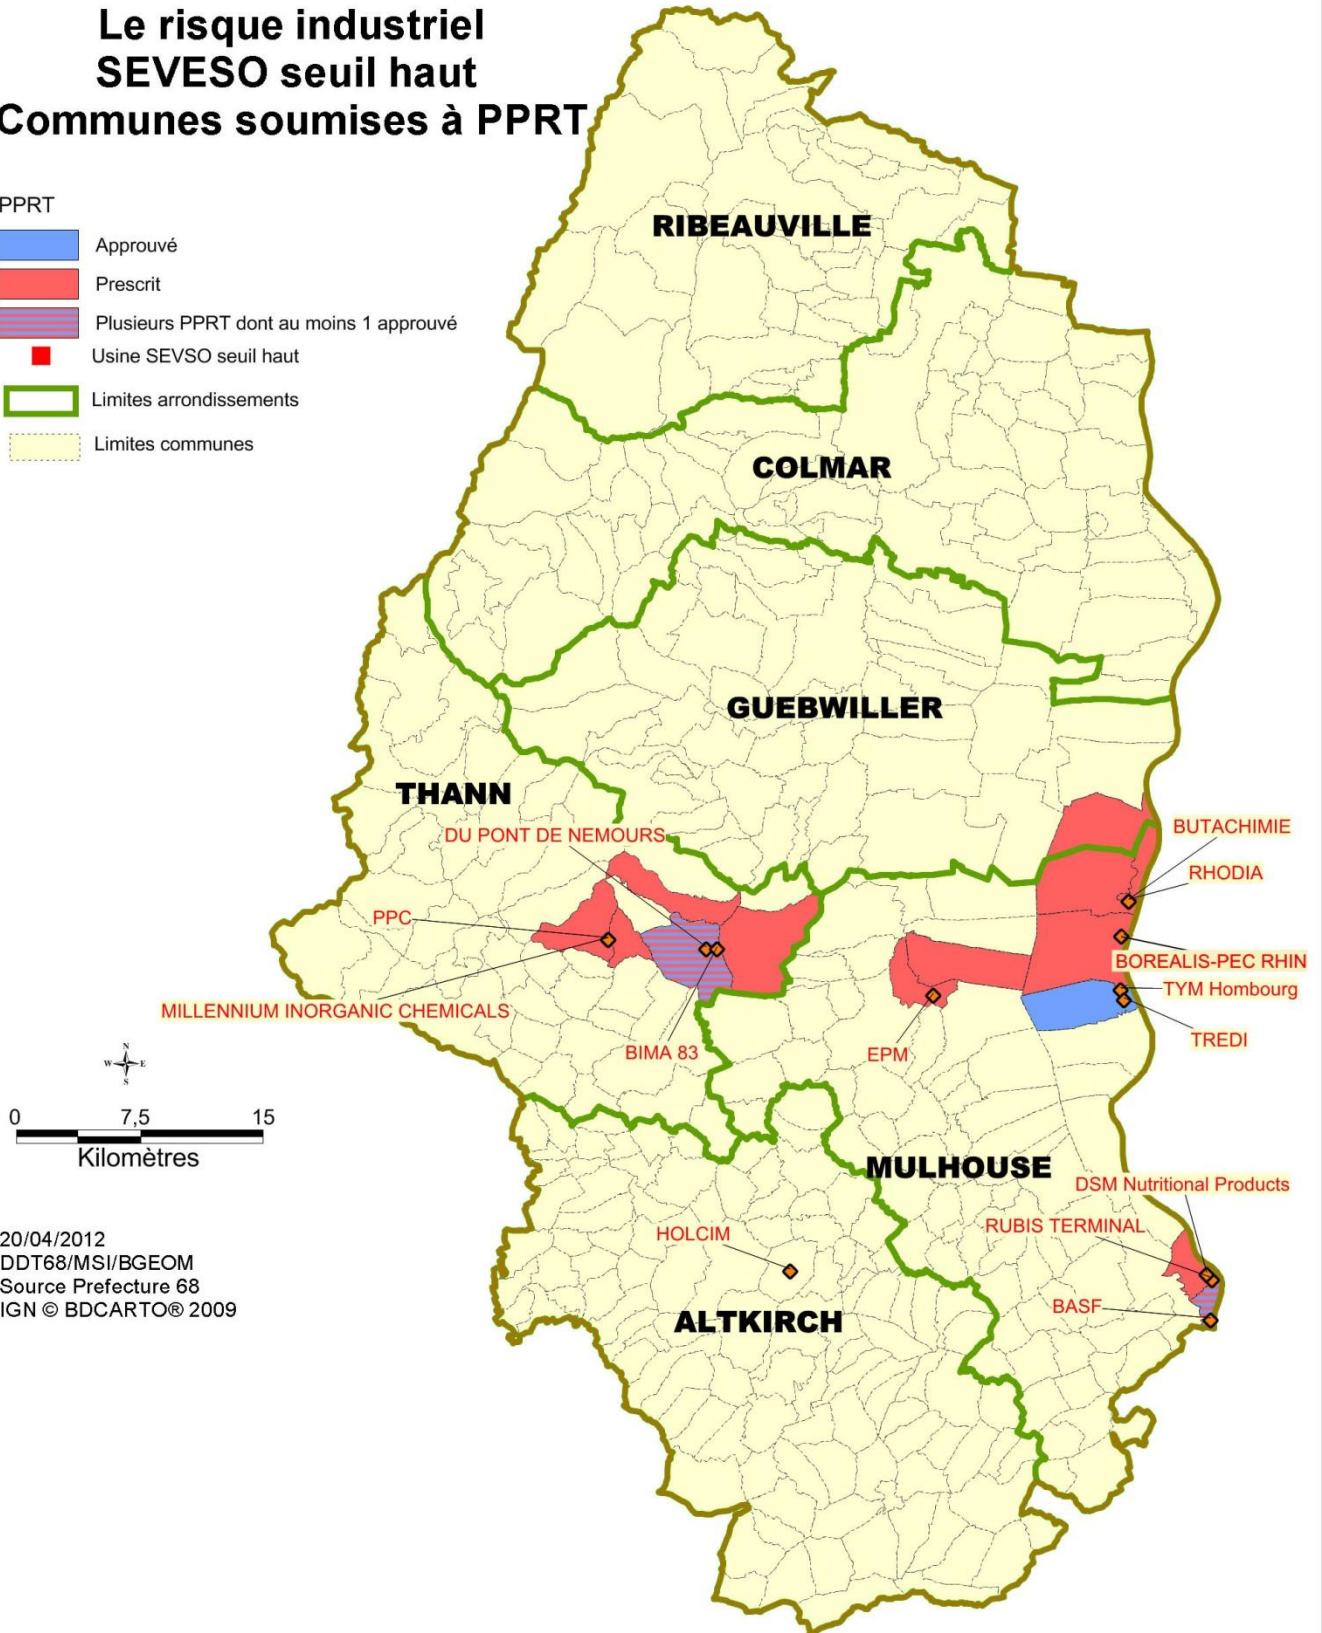 Le risque industriel
SEVESO seuil haut
Communes soumises à PPRT
PPRT
Approuvé
Prescrit
Plusieurs PPRT dont au moins 1 approuvé
Usine SEVSO seuil haut
Limites arrondissements
Limites communes
RIBEAUVILLE
COLMAR
GUEBWILLER
THANN
DU PONT DE NEMOURS
BUTACHIMIE
RHODIA
PPC
BOREALIS-PEC RHIN
TYM Hombourg
MILLENNIUM INORGANIC CHEMICALS
TREDI
BIMA 83
EPM
N
W E
S
0 7,5 15
Kilomètres
MULHOUSE
DSM Nutritional Products
RUBIS TERMINAL
HOLCIM
BASF
ALTKIRCH
20/04/2012
DDT68/MSI/BGEOM
Source Prefecture 68
IGN © BDCARTO® 2009